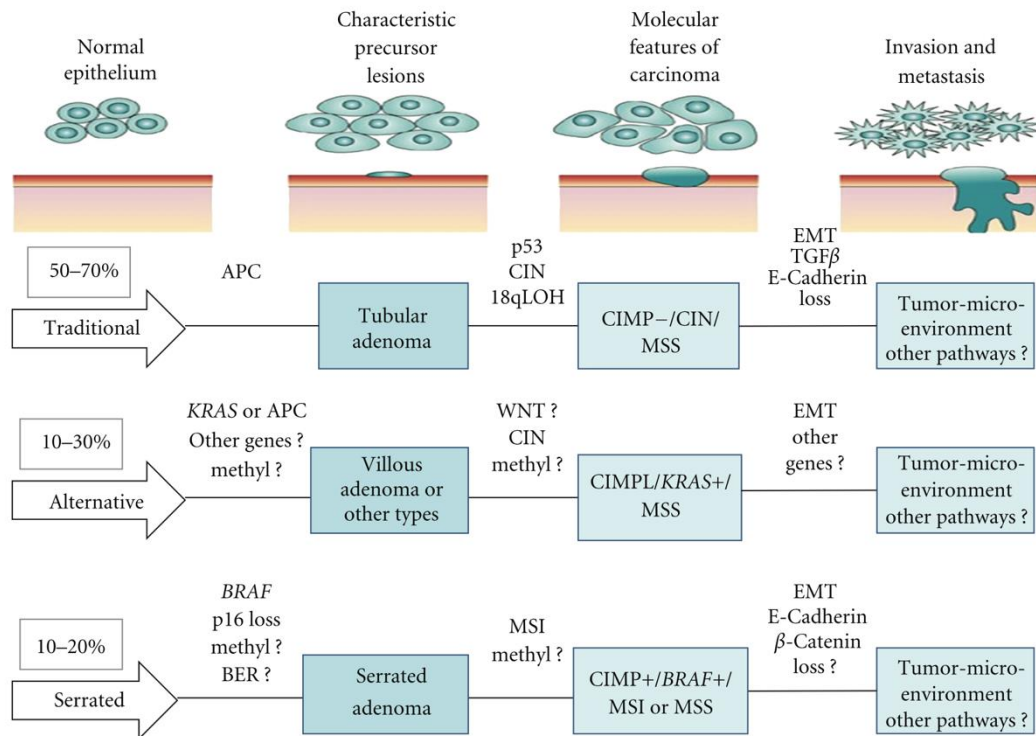 Normal
epithelium
Characteristic
precursor
lesions
Molecular
features of
carcinoma
Invasion and
metastasis
50–70%
Traditional
APC
Tubular
adenoma
p53
CIN
18qLOH
CIMP−/CIN/
MSS
EMT
TGFβ
E-Cadherin
loss
Tumor-micro-
environment
other pathways ?
10–30%
Alternative
KRAS or APC
Other genes ?
methyl ?
Villous
adenoma or
other types
WNT ?
CIN
methyl ?
CIMPL/KRAS+/
MSS
EMT
other
genes ?
Tumor-micro-
environment
other pathways ?
10–20%
Serrated
BRAF
p16 loss
methyl ?
BER ?
Serrated
adenoma
MSI
methyl ?
CIMP+/BRAF+/
MSI or MSS
EMT
E-Cadherin
β-Catenin
loss ?
Tumor-micro-
environment
other pathways ?